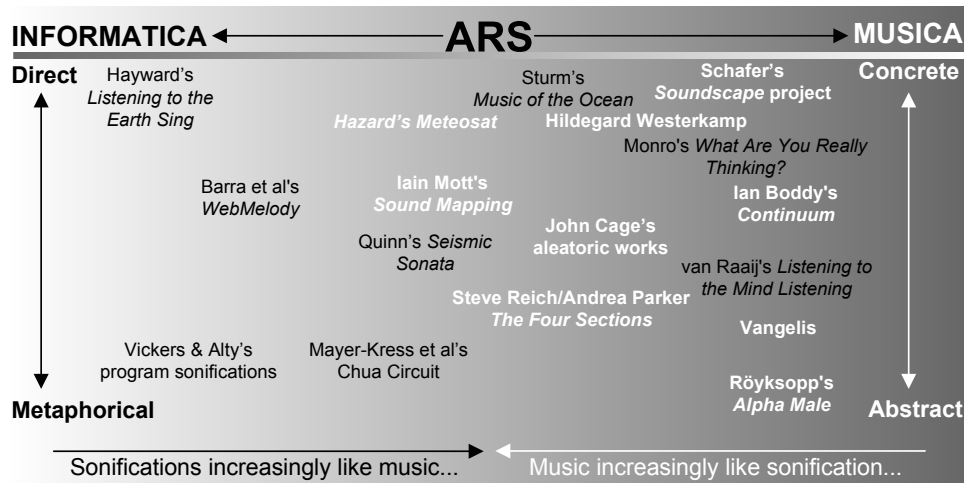 INFORMATICA ARS MUSICA
Direct
Hayward’s
Listening to the
Earth Sing
Sturm’s
Music of the Ocean
Schafer’s
Soundscape project
Concrete
Hazard’s Meteosat
Hildegard Westerkamp
Monro's What Are You Really
Thinking?
Barra et al's
WebMelody
Iain Mott's
Sound Mapping
Ian Boddy's
Continuum
John Cage’s
aleatoric works
Quinn’s Seismic
Sonata
van Raaij's Listening to
the Mind Listening
Steve Reich/Andrea Parker
The Four Sections
Vangelis
Vickers & Alty’s
program sonifications
Mayer-Kress et al’s
Chua Circuit
Röyksopp's
Alpha Male
Metaphorical
Abstract
Sonifications increasingly like music...
Music increasingly like sonification...